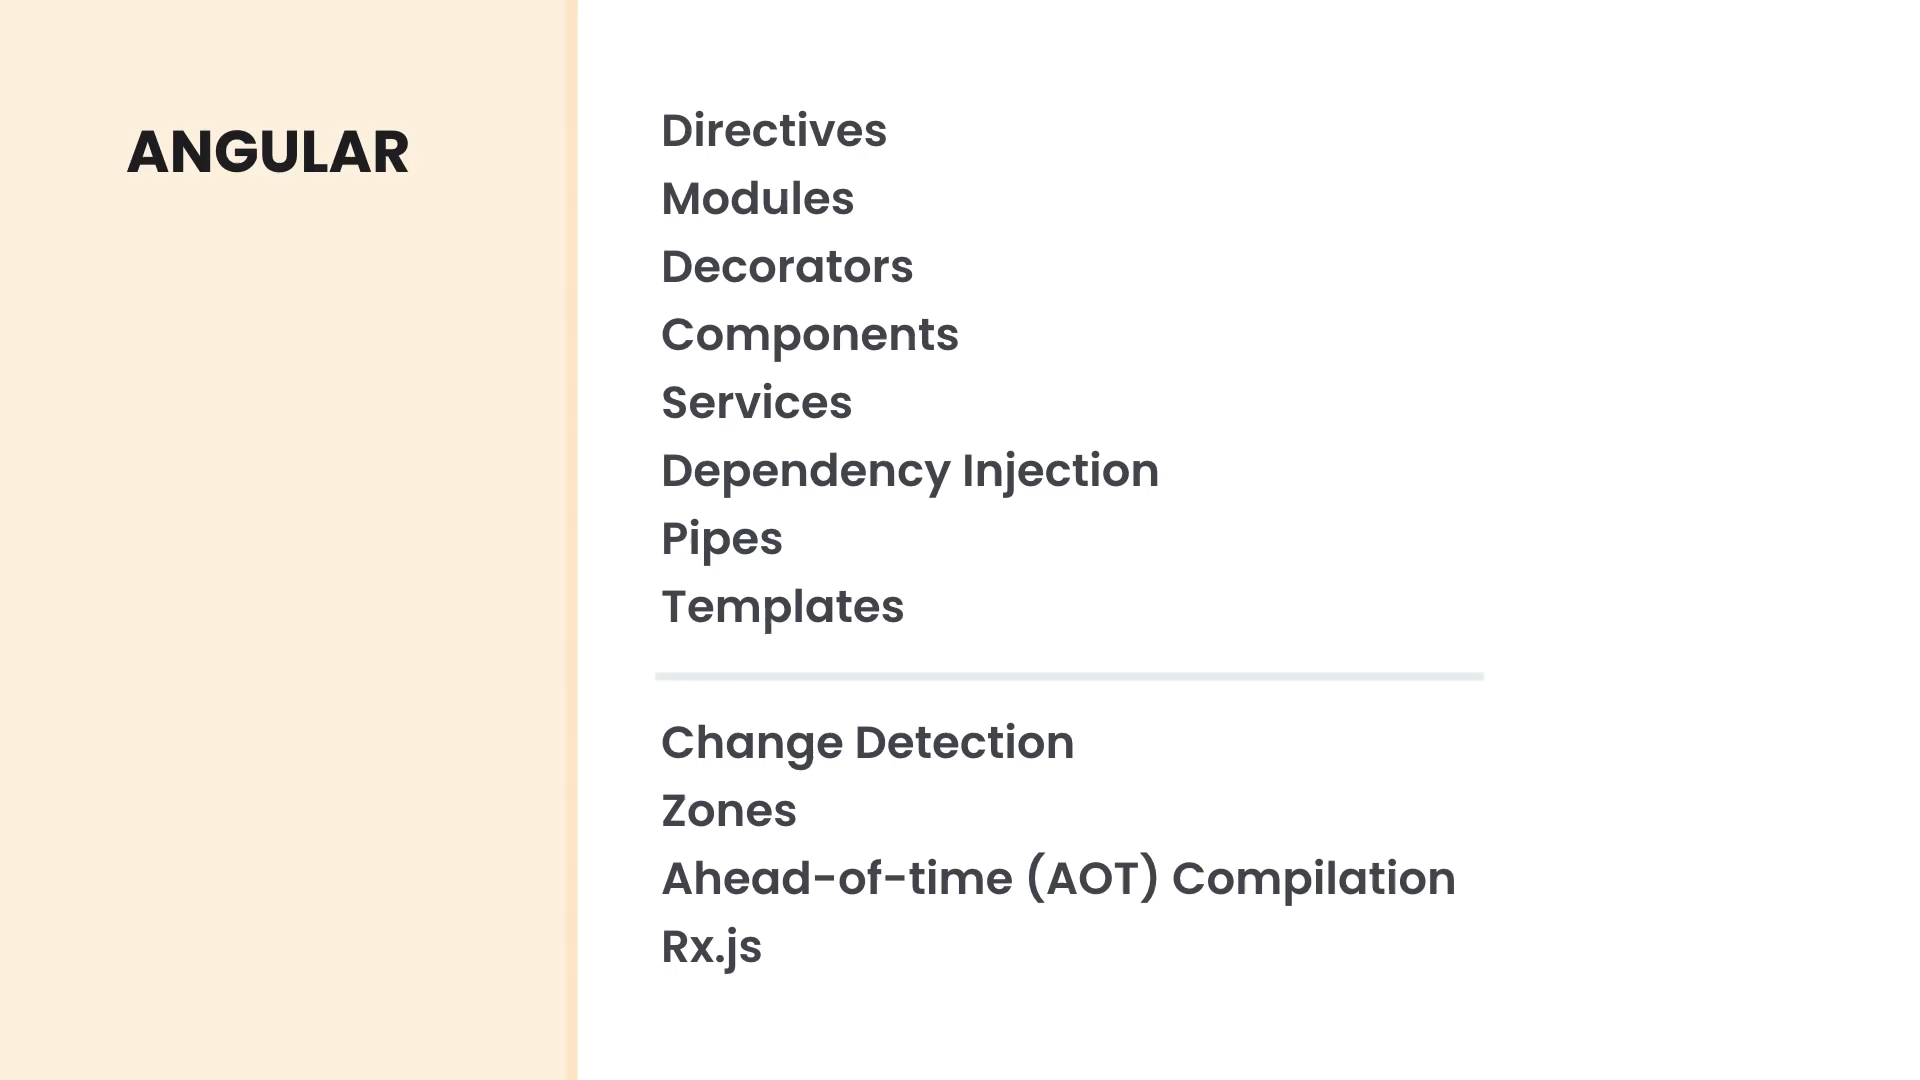 ANGULAR
Directives
Modules
Decorators
Components
Services
Dependency Injection
Pipes
Templates
Change Detection
Zones
Ahead-of-time (AOT) Compilation
Rx.js